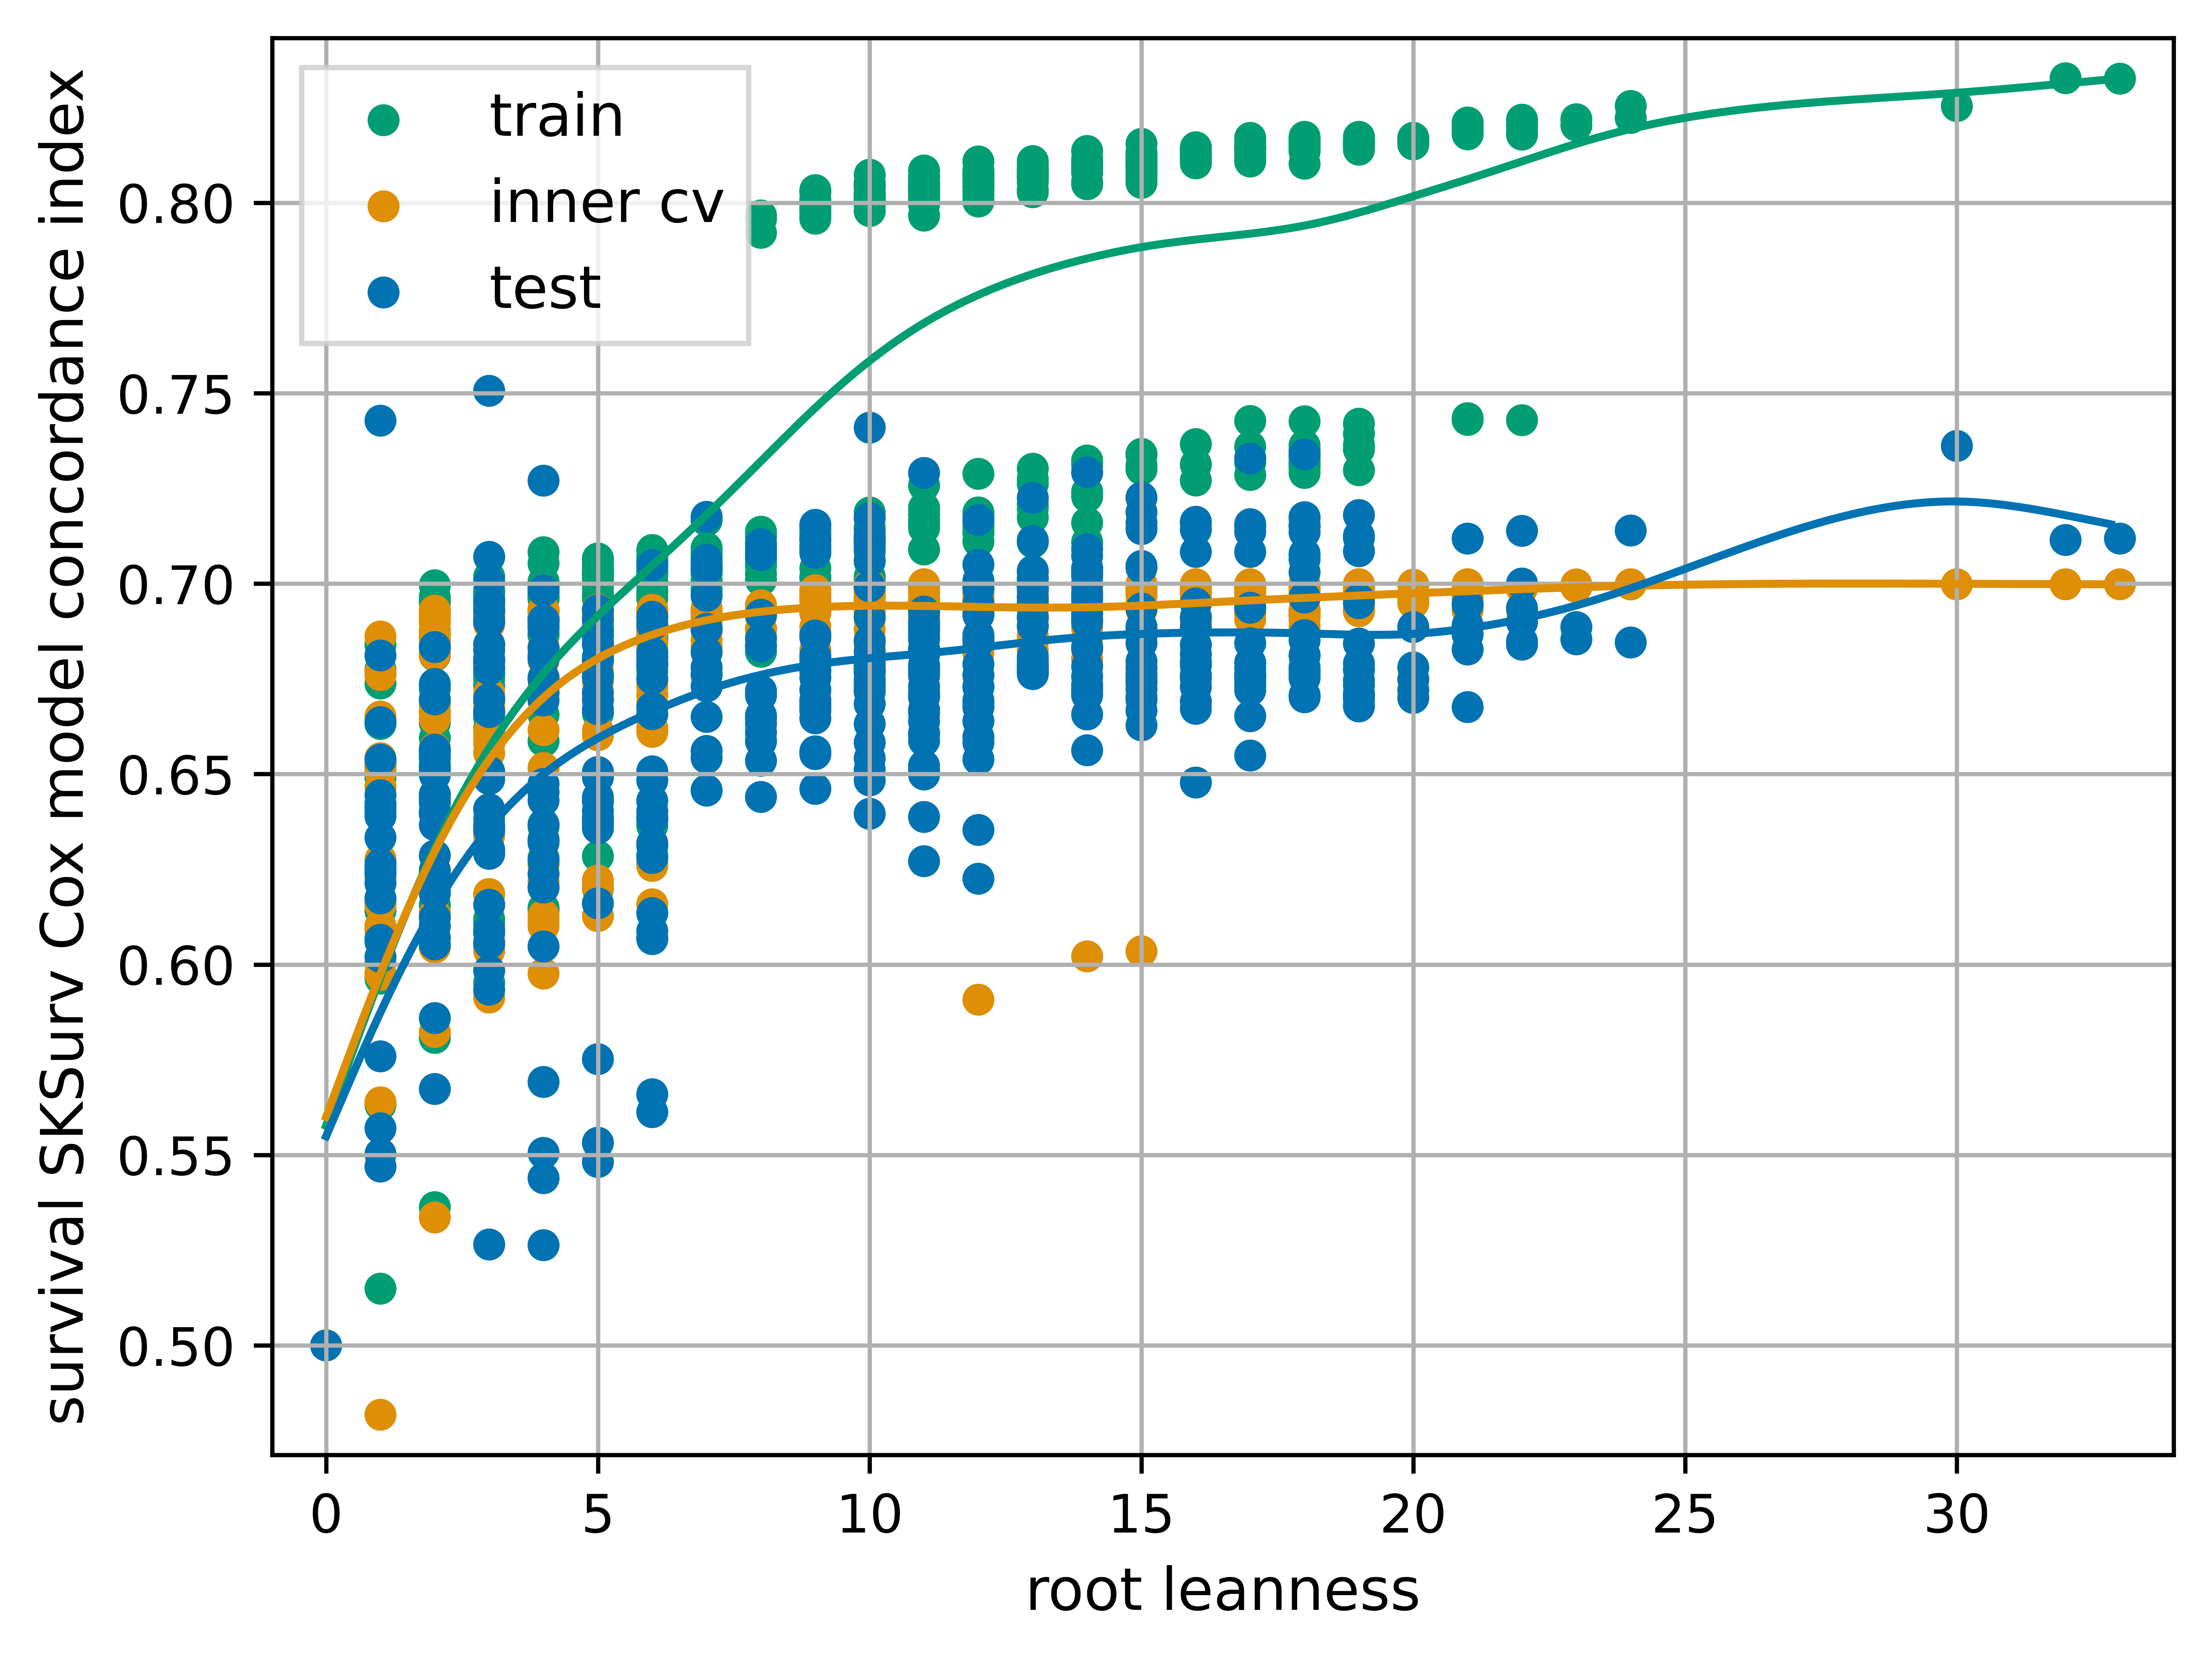 survival SKSurv Cox model concordance index
train
inner cv
test
0.80
0.75
0.70
0.65
0.60
0.55
0.50
0 5 10 15 20 25 30
root leanness